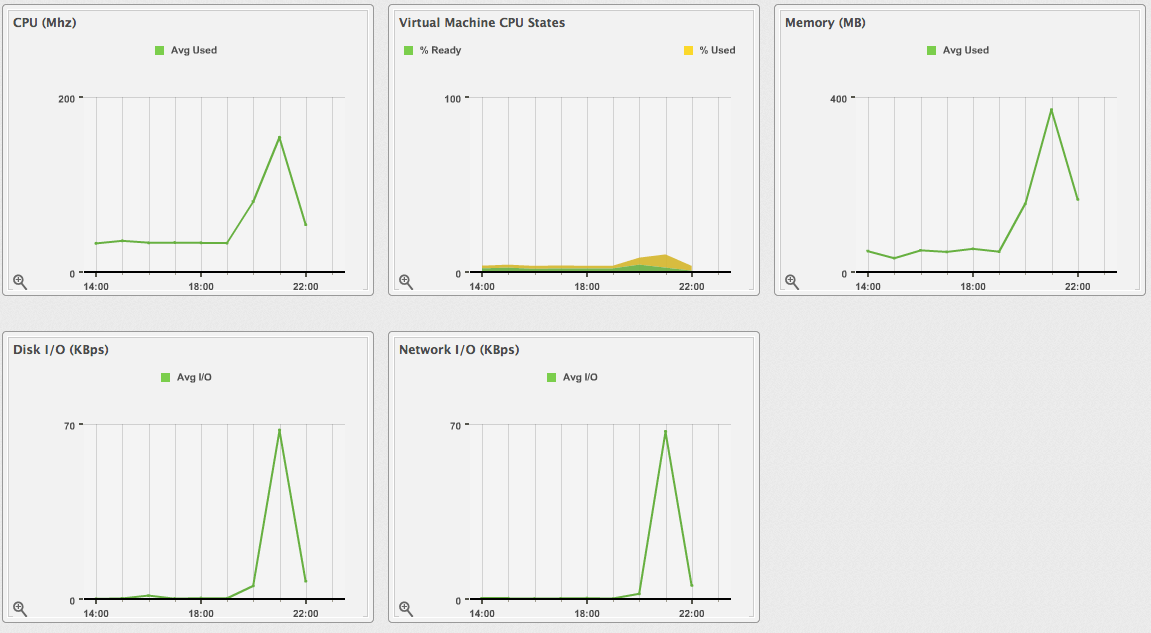 CPU (Mhz)
Avg Used
200
0
14:00 18:00 22:00
Virtual Machine CPU States
% Ready % Used
100
0
14:00 18:00 22:00
Memory (MB)
Avg Used
400
0
14:00 18:00 22:00
Disk I/O (KBps)
Avg I/O
70
0
14:00 18:00 22:00
Network I/O (KBps)
Avg I/O
70
0
14:00 18:00 22:00